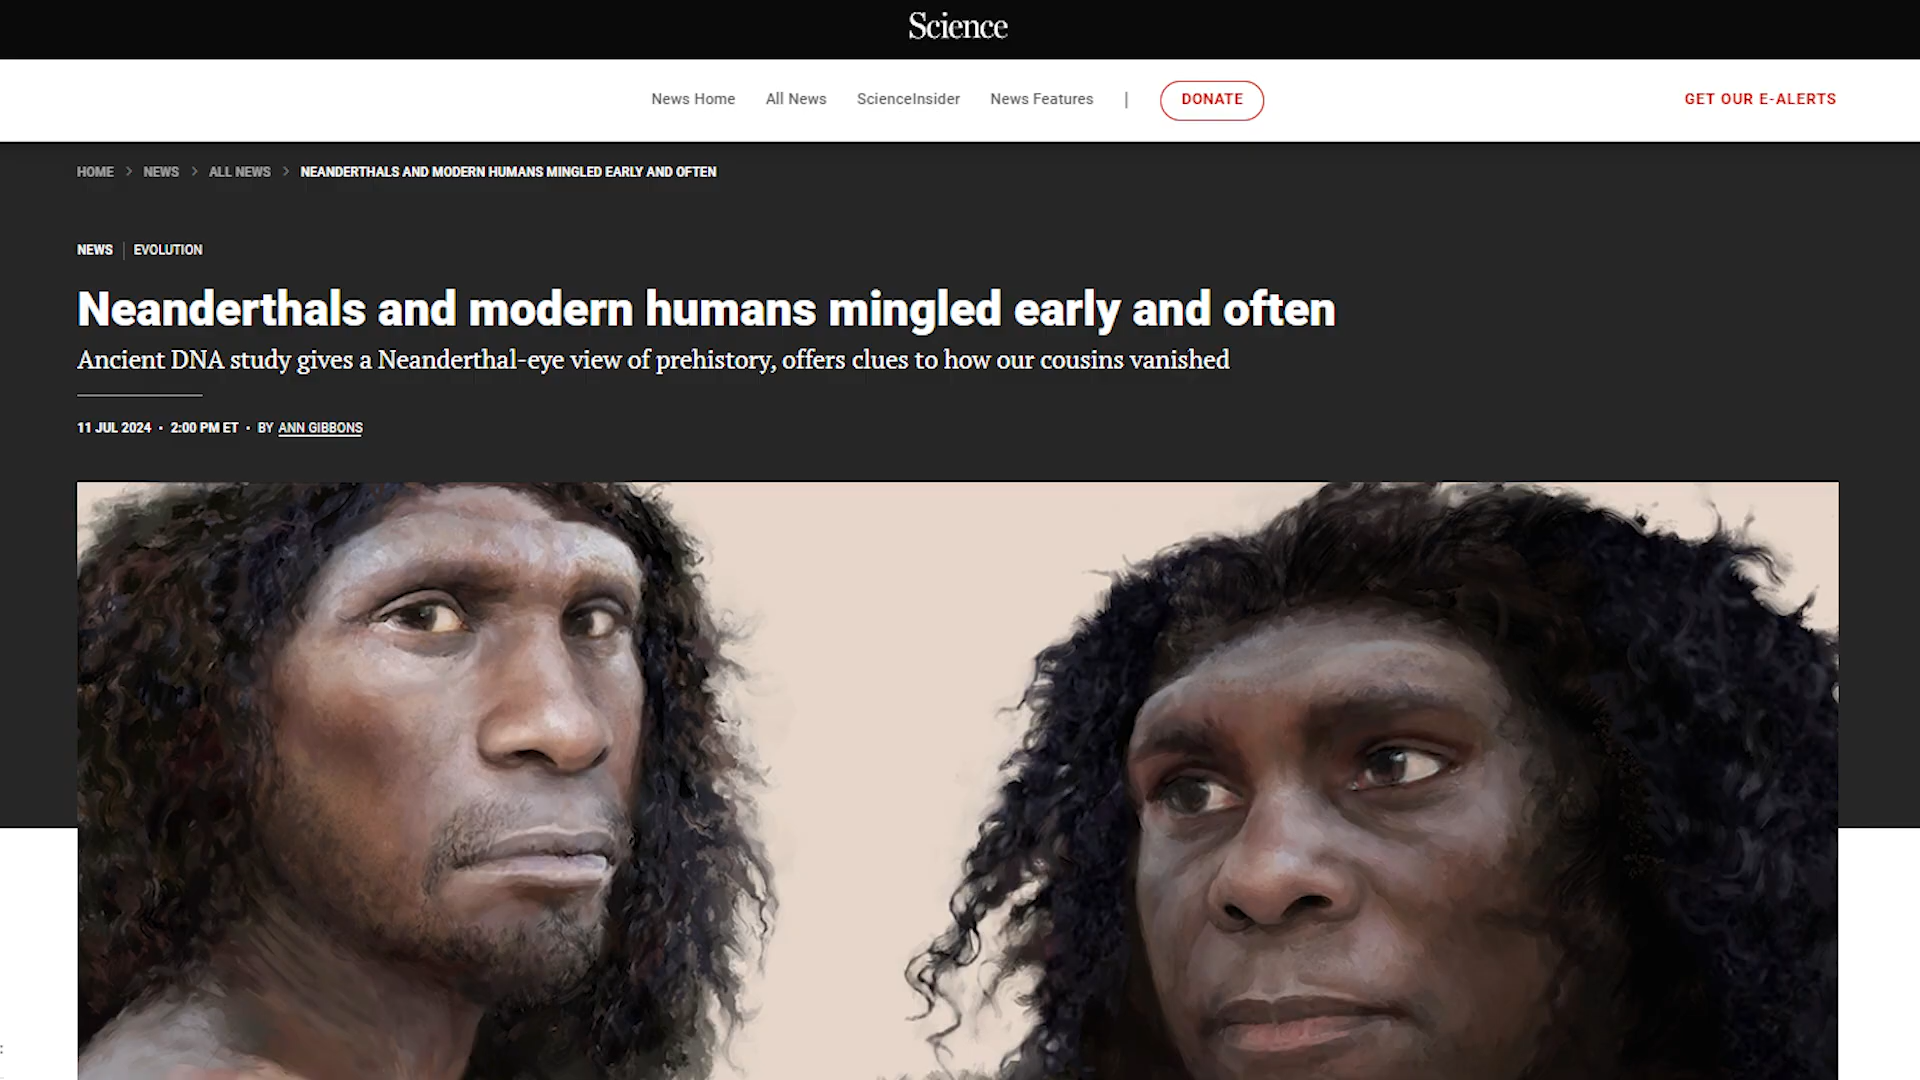 Science
News Home All News ScienceInsider News Features | DONATE GET OUR E-ALERTS
HOME > NEWS > ALL NEWS > NEANDERTHALS AND MODERN HUMANS MINGLED EARLY AND OFTEN
NEWS | EVOLUTION
Neanderthals and modern humans mingled early and often
Ancient DNA study gives a Neanderthal-eye view of prehistory, offers clues to how our cousins vanished
11 JUL 2024 • 2:00 PM ET • BY ANN GIBBONS